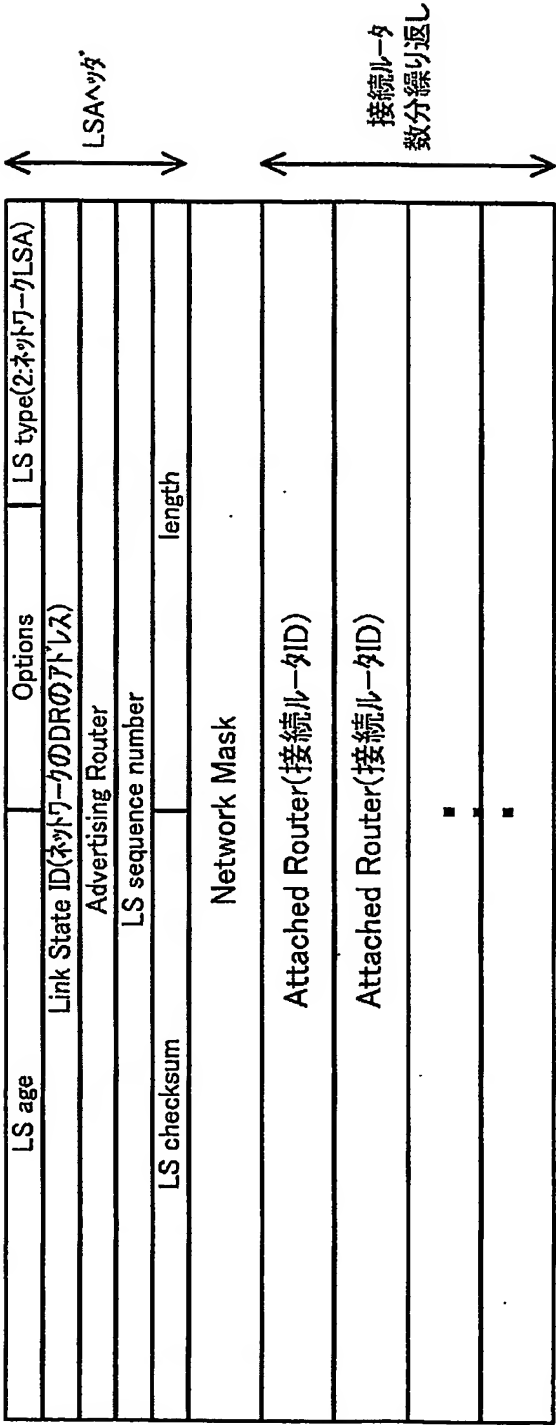 LS age
Options
LS type(2:ネットワークLSA)
Link State ID(ネットワークのDRのアドレス)
Advertising Router
LS sequence number
LS checksum
length
LSAヘッダ
Network Mask
Attached Router(接続ルータID)
Attached Router(接続ルータID)
接続ルータ
数分繰り返し